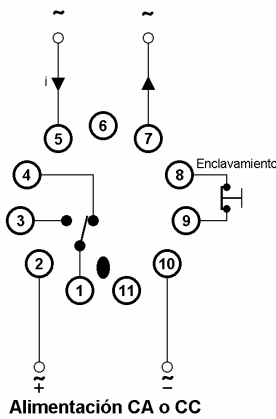 ~ ~
i
5 6 7
4 8 Enclavamiento
3 9
2 10
1 11
~ ~
+ −
Alimentación CA o CC